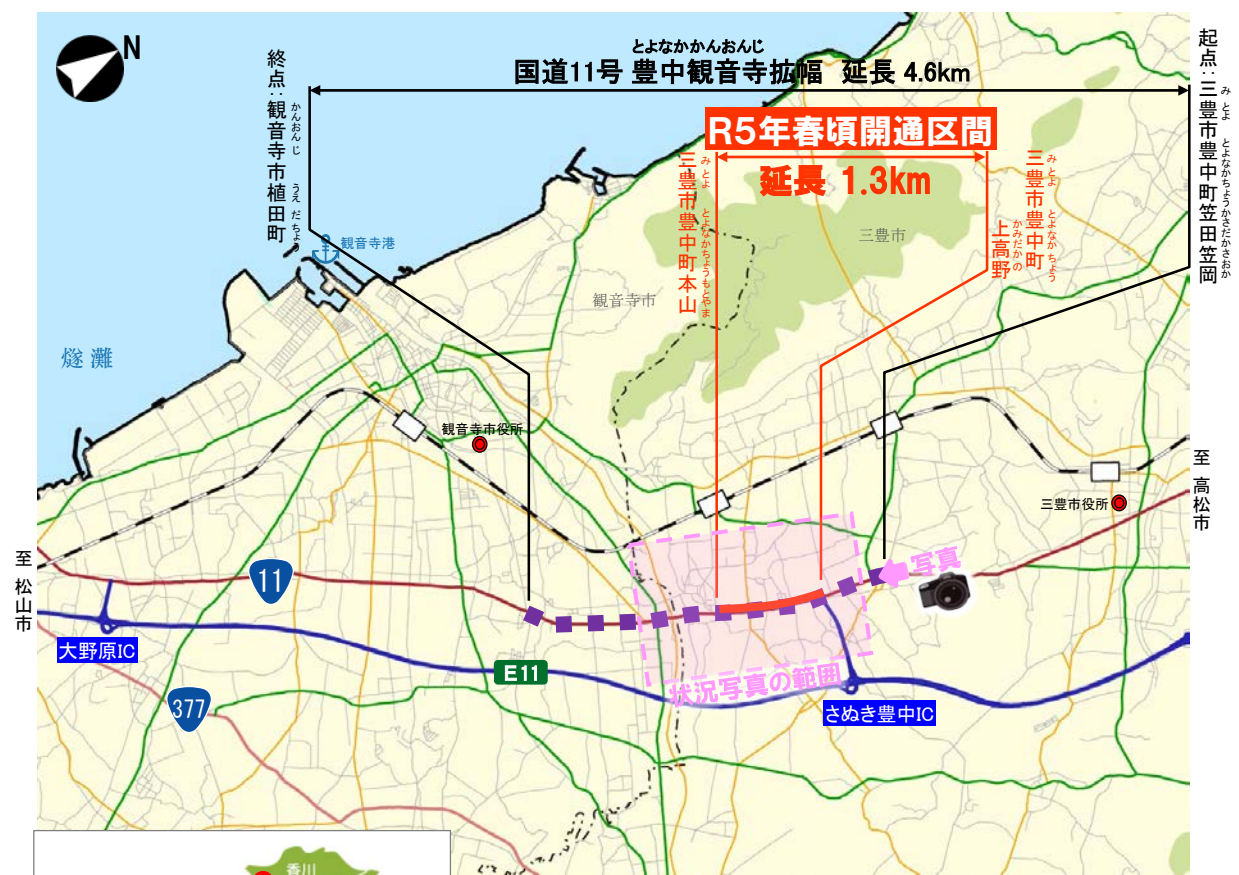 N
とよなかかんおんじ
国道11号 豊中観音寺拡幅 延長 4.6km
R5年春頃開通区間
延長 1.3km
起点：三豊市豊中町笠田笠岡
みとよ とよなかちょうかさだかさおか
終点：観音寺市植田町
かんおんじ うえだちょう
三豊市豊中町本山
みとよ とよなかちょうもとやま
三豊市豊中町
みとよ とよなかちょう
上高野
かみだかの
観音寺港
三豊市
観音寺市
燧灘
観音寺市役所
三豊市役所
至 高松市
至 松山市
写真
11
大野原IC
E11
状況写真の範囲
さぬき豊中IC
377
香川